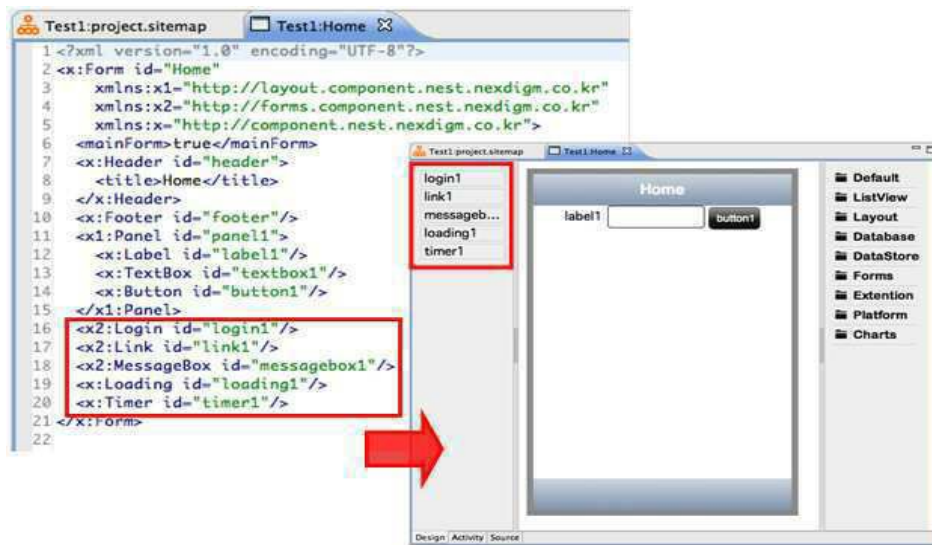 Test1:project.sitemap
Test1:Home
1 <?xml version="1.0" encoding="UTF-8"?>
2 <x:Form id="Home"
3 xmlns:x1="http://layout.component.nest.nexdigm.co.kr"
4 xmlns:x2="http://forms.component.nest.nexdigm.co.kr"
5 xmlns:x="http://component.nest.nexdigm.co.kr">
6 <mainForm>true</mainForm>
7 <x:Header id="header">
8 <title>Home</title>
9 </x:Header>
10 <x:Footer id="footer"/>
11 <x1:Panel id="panel1">
12 <x:Label id="label1"/>
13 <x:TextBox id="textbox1"/>
14 <x:Button id="button1"/>
15 </x1:Panel>
16 <x2:Login id="login1"/>
17 <x2:Link id="link1"/>
18 <x2:MessageBox id="messagebox1"/>
19 <x:Loading id="loading1"/>
20 <x:Timer id="timer1"/>
21 </x:Form>
22
Test1:project.sitemap
Test1:Home
login1
link1
messageb...
loading1
timer1
Home
label1
button1
Default
ListView
Layout
Database
DataStore
Forms
Extention
Platform
Charts
Design Activity Source